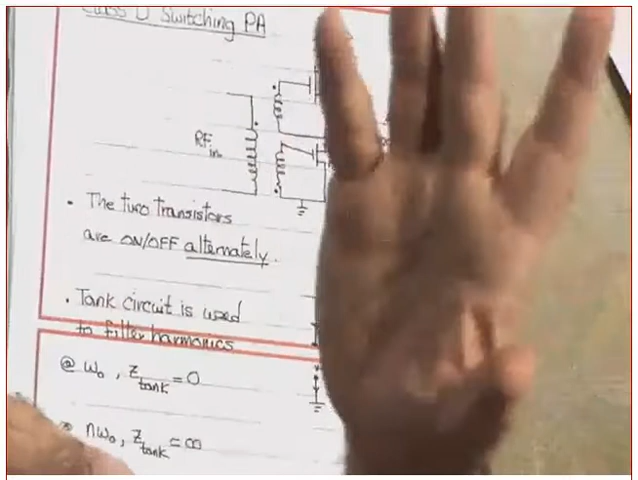 Class D Switching PA
RFin
• The two transistors
are ON/OFF alternately.
• Tank circuit is used
to filter harmonics
@ ω₀, Ztank = 0
nω₀, Ztank = ∞